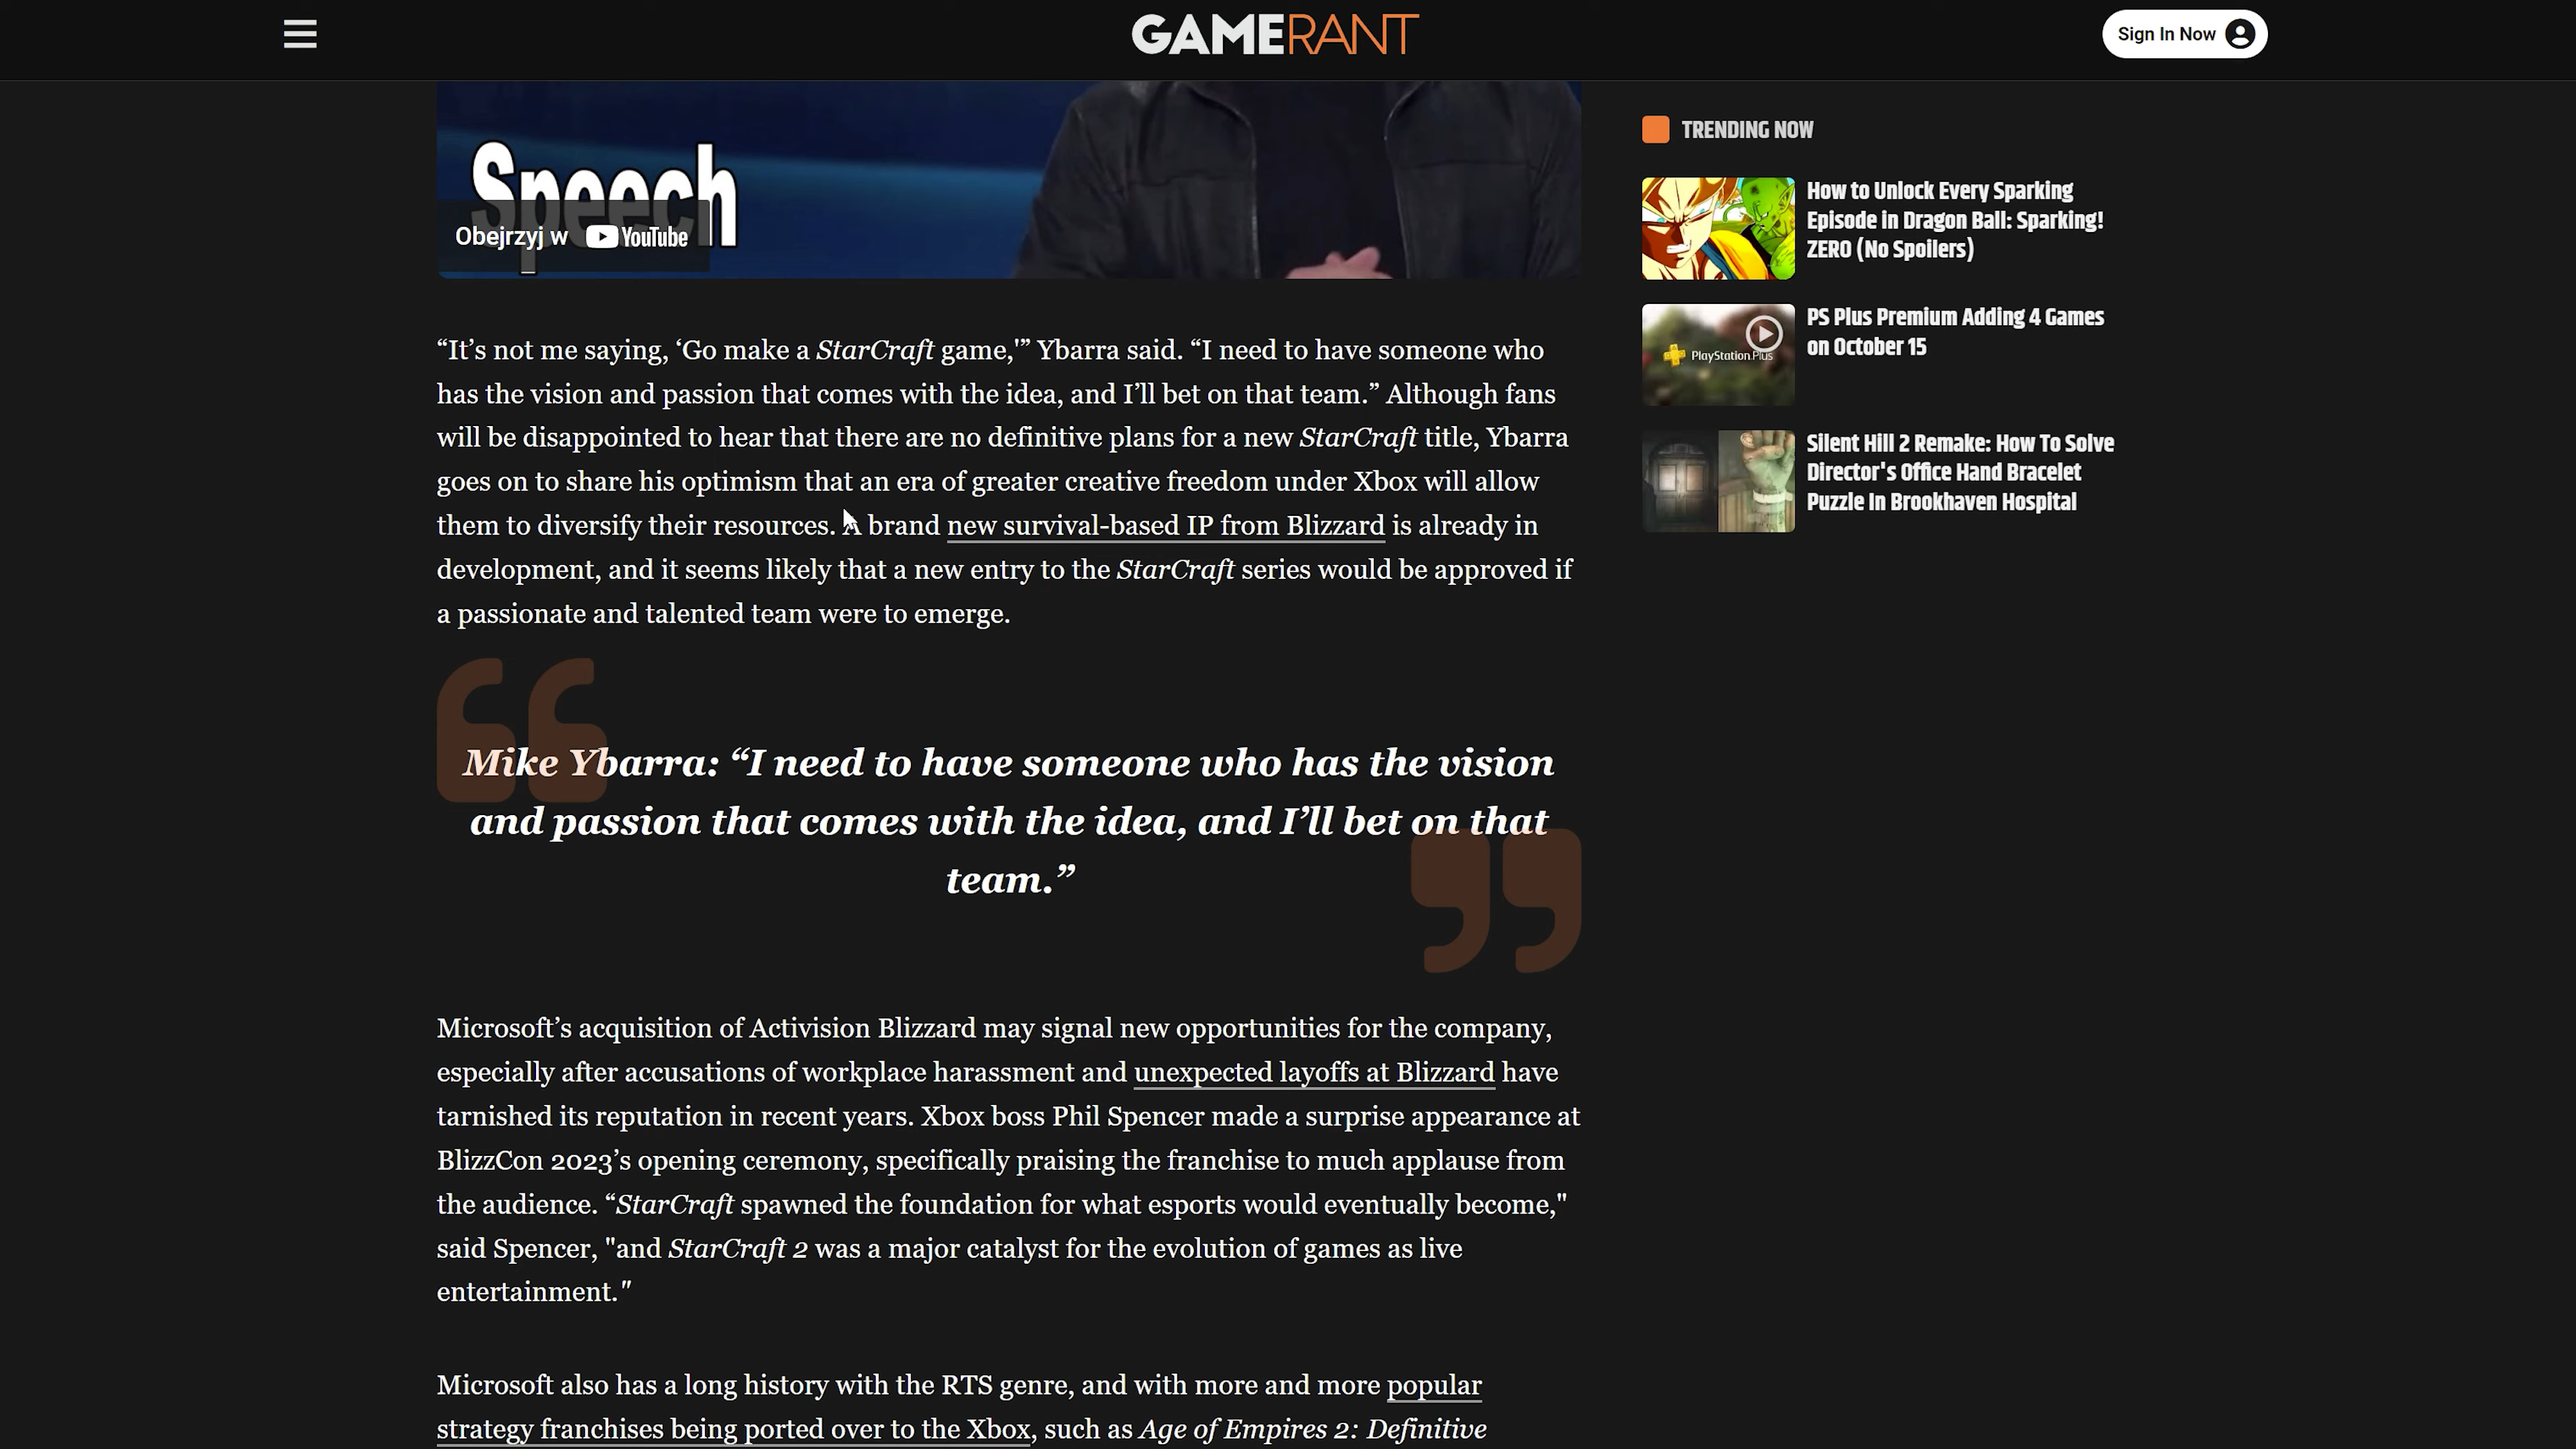 GAMERANT
Sign In Now
Speech
Obejrzyj w YouTube
“It’s not me saying, ‘Go make a StarCraft game,'” Ybarra said. “I need to have someone who
has the vision and passion that comes with the idea, and I’ll bet on that team.” Although fans
will be disappointed to hear that there are no definitive plans for a new StarCraft title, Ybarra
goes on to share his optimism that an era of greater creative freedom under Xbox will allow
them to diversify their resources. A brand new survival-based IP from Blizzard is already in
development, and it seems likely that a new entry to the StarCraft series would be approved if
a passionate and talented team were to emerge.
Mike Ybarra: “I need to have someone who has the vision
and passion that comes with the idea, and I’ll bet on that
team.”
Microsoft’s acquisition of Activision Blizzard may signal new opportunities for the company,
especially after accusations of workplace harassment and unexpected layoffs at Blizzard have
tarnished its reputation in recent years. Xbox boss Phil Spencer made a surprise appearance at
BlizzCon 2023’s opening ceremony, specifically praising the franchise to much applause from
the audience. “StarCraft spawned the foundation for what esports would eventually become,"
said Spencer, "and StarCraft 2 was a major catalyst for the evolution of games as live
entertainment."
Microsoft also has a long history with the RTS genre, and with more and more popular
strategy franchises being ported over to the Xbox, such as Age of Empires 2: Definitive
TRENDING NOW
How to Unlock Every Sparking
Episode in Dragon Ball: Sparking!
ZERO (No Spoilers)
PlayStation Plus
PS Plus Premium Adding 4 Games
on October 15
Silent Hill 2 Remake: How To Solve
Director's Office Hand Bracelet
Puzzle In Brookhaven Hospital